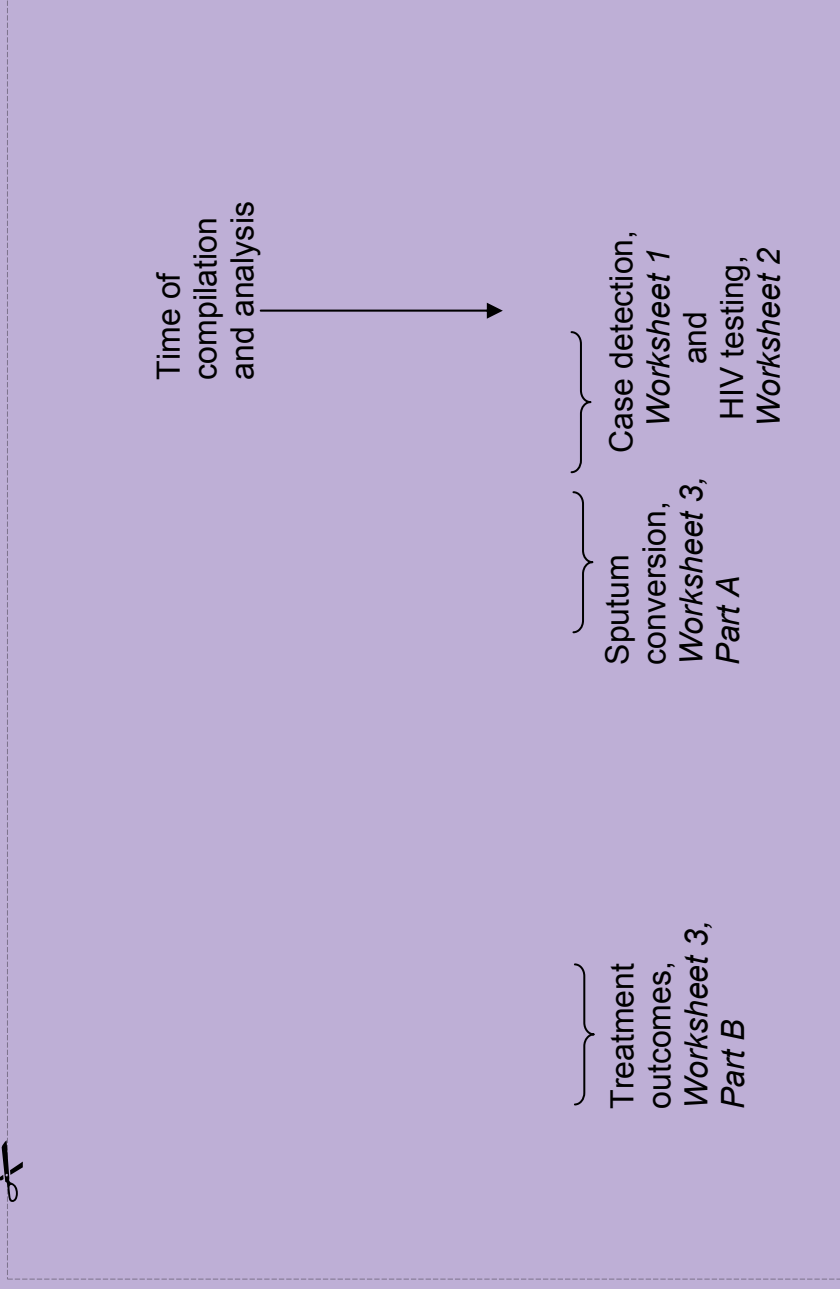 Time of
compilation
and analysis
Treatment
outcomes,
Worksheet 3,
Part B
Sputum
conversion,
Worksheet 3,
Part A
Case detection,
Worksheet 1
and
HIV testing,
Worksheet 2